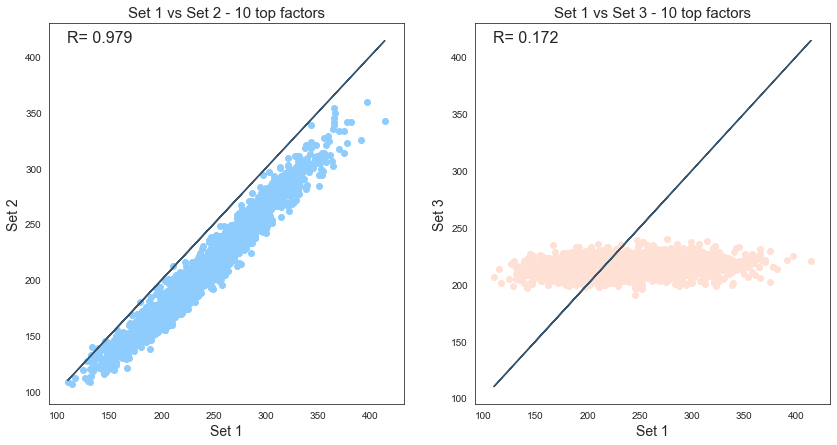 Set 1 vs Set 2 - 10 top factors
R= 0.979
400
350
300
250
200
150
100
Set 2
100 150 200 250 300 350 400
Set 1
Set 1 vs Set 3 - 10 top factors
R= 0.172
400
350
300
250
200
150
100
Set 3
100 150 200 250 300 350 400
Set 1